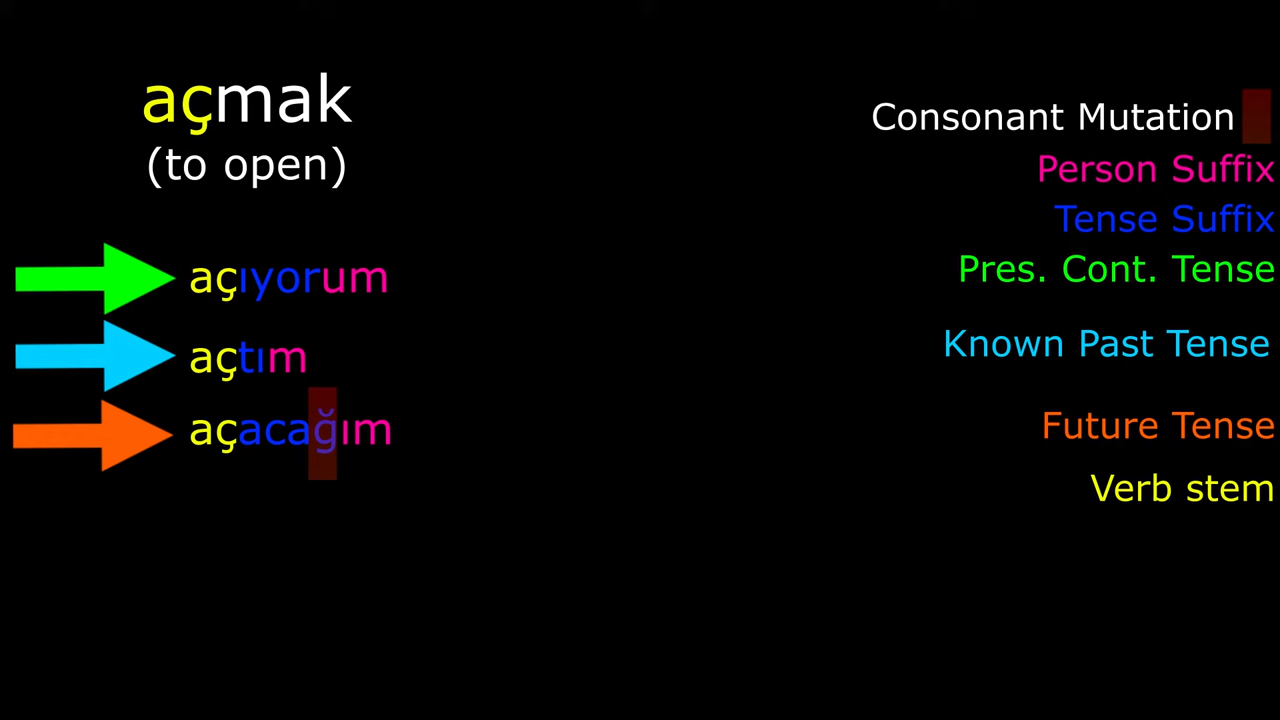 açmak
(to open)
açıyorum
açtım
açacağım
Consonant Mutation
Person Suffix
Tense Suffix
Pres. Cont. Tense
Known Past Tense
Future Tense
Verb stem